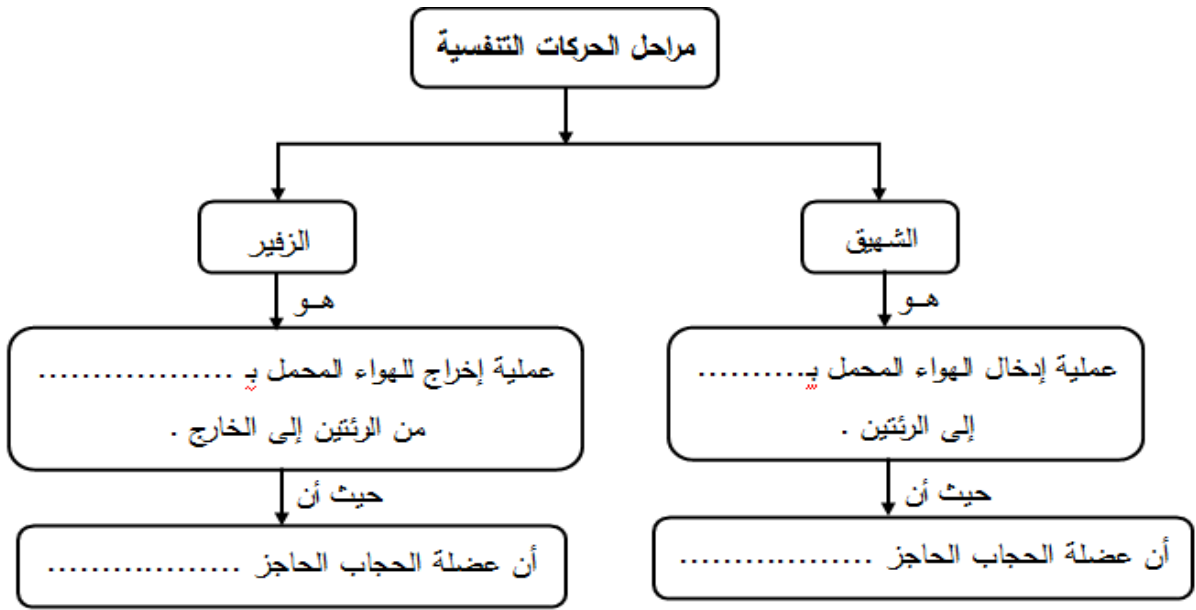 مراحل الحركات التنفسية
الشهيق
الزفير
هـو
هـو
عملية إدخال الهواء المحمل بـ..........
إلى الرئتين .
عملية إخراج للهواء المحمل بـ ..................
من الرئتين إلى الخارج .
حيث أن
حيث أن
أن عضلة الحجاب الحاجز ..................
أن عضلة الحجاب الحاجز ..................